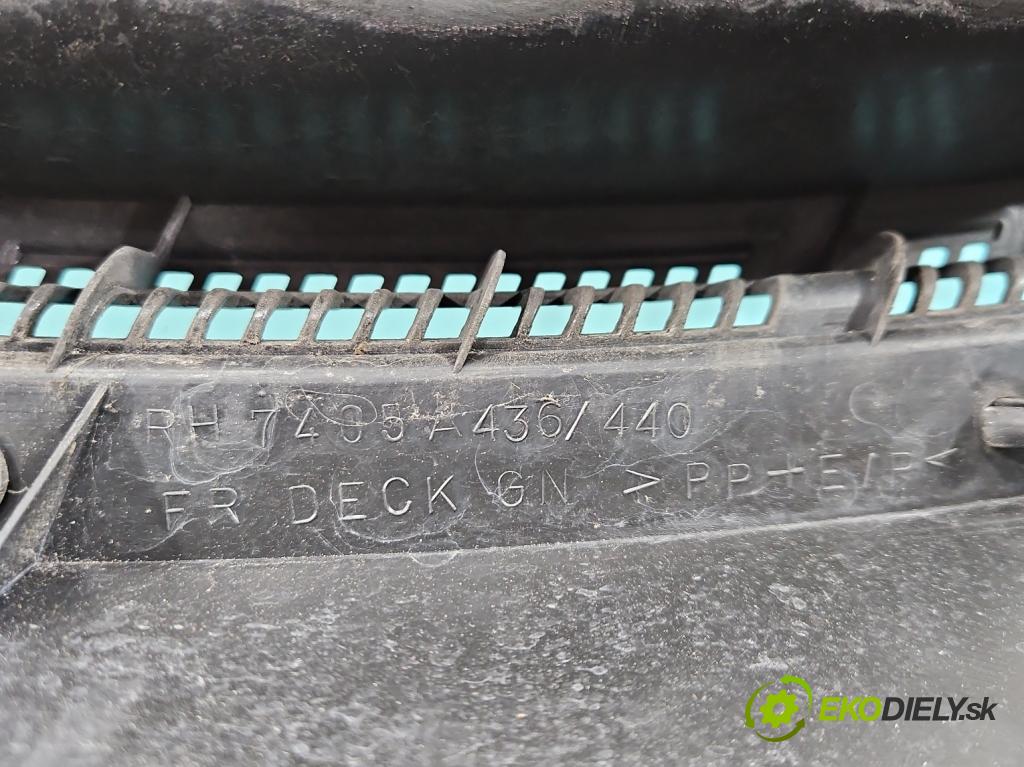 RH 7405A436/440
FR DECK GN >PP+E/P<
EKODIELY.sk